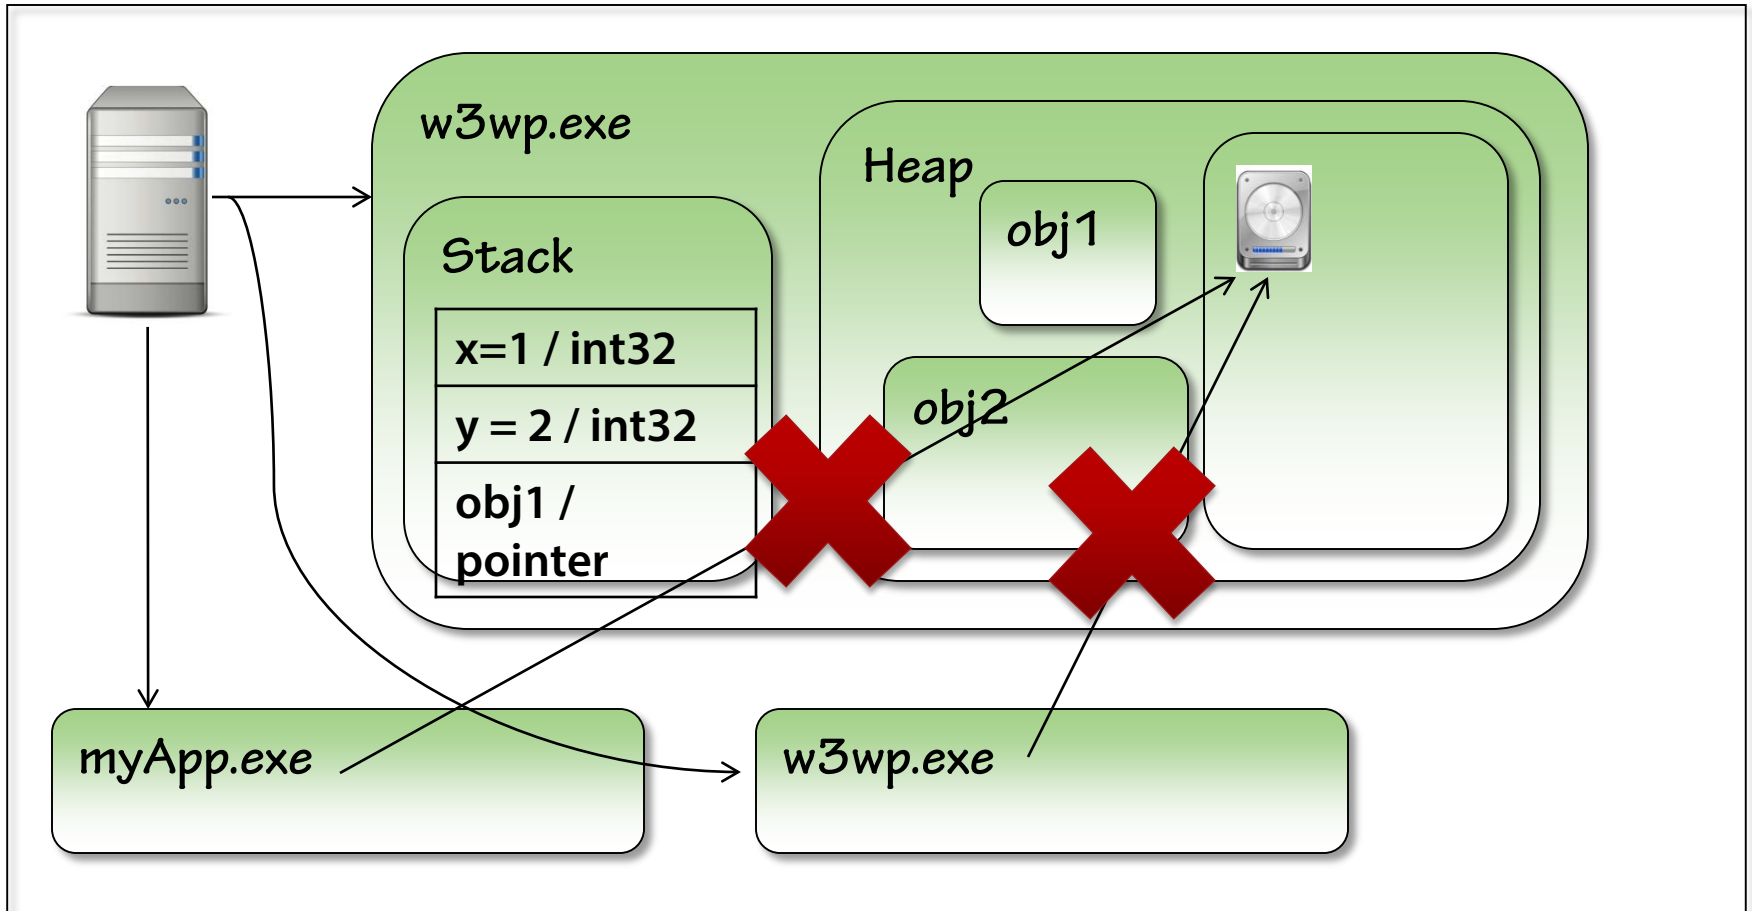 w3wp.exe
Heap
obj1
Stack
x=1 / int32
y = 2 / int32
obj1 /
pointer
obj2
myApp.exe
w3wp.exe